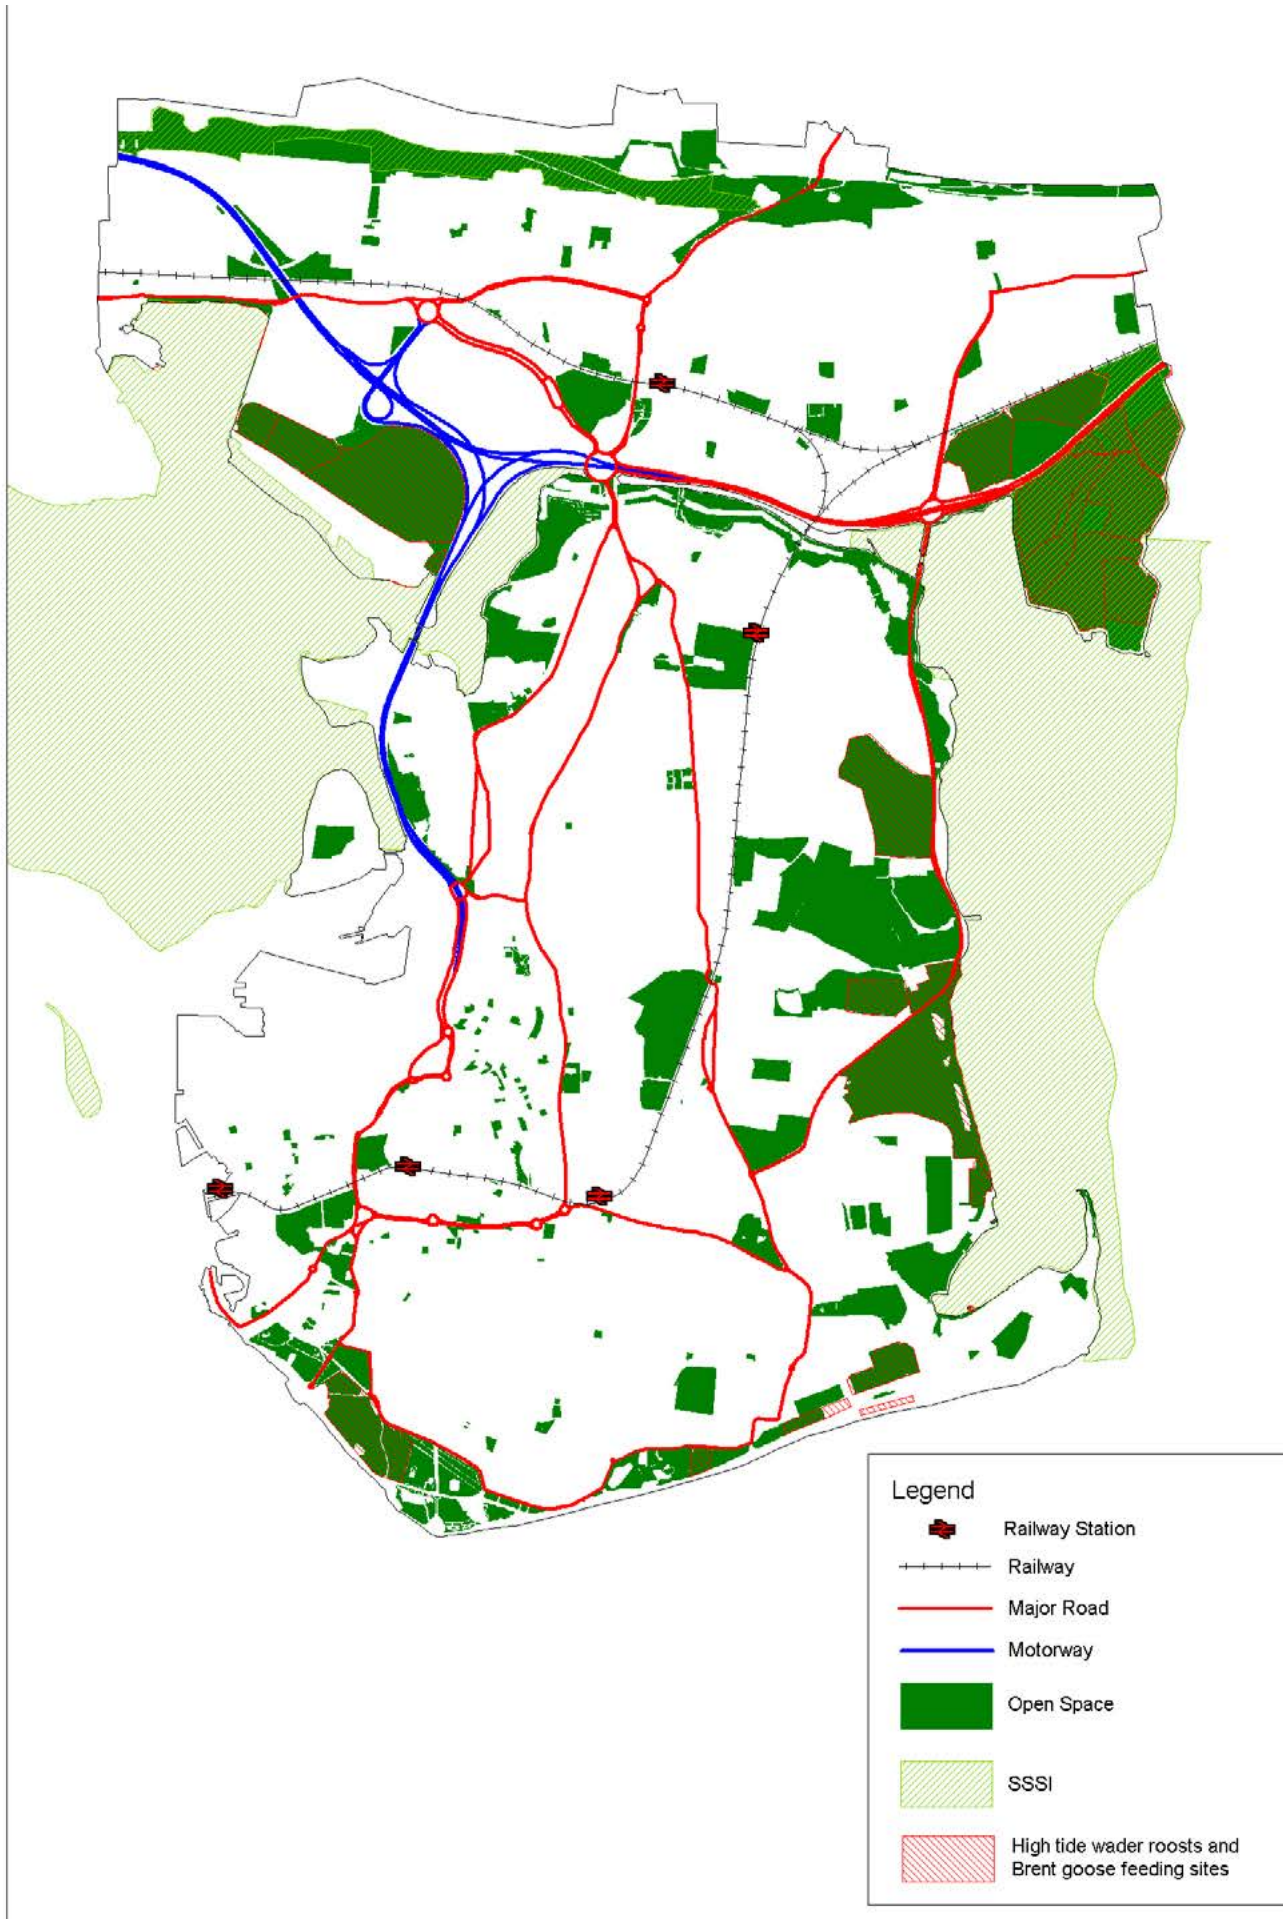 Legend
Railway Station
Railway
Major Road
Motorway
Open Space
SSSI
High tide wader roosts and
Brent goose feeding sites